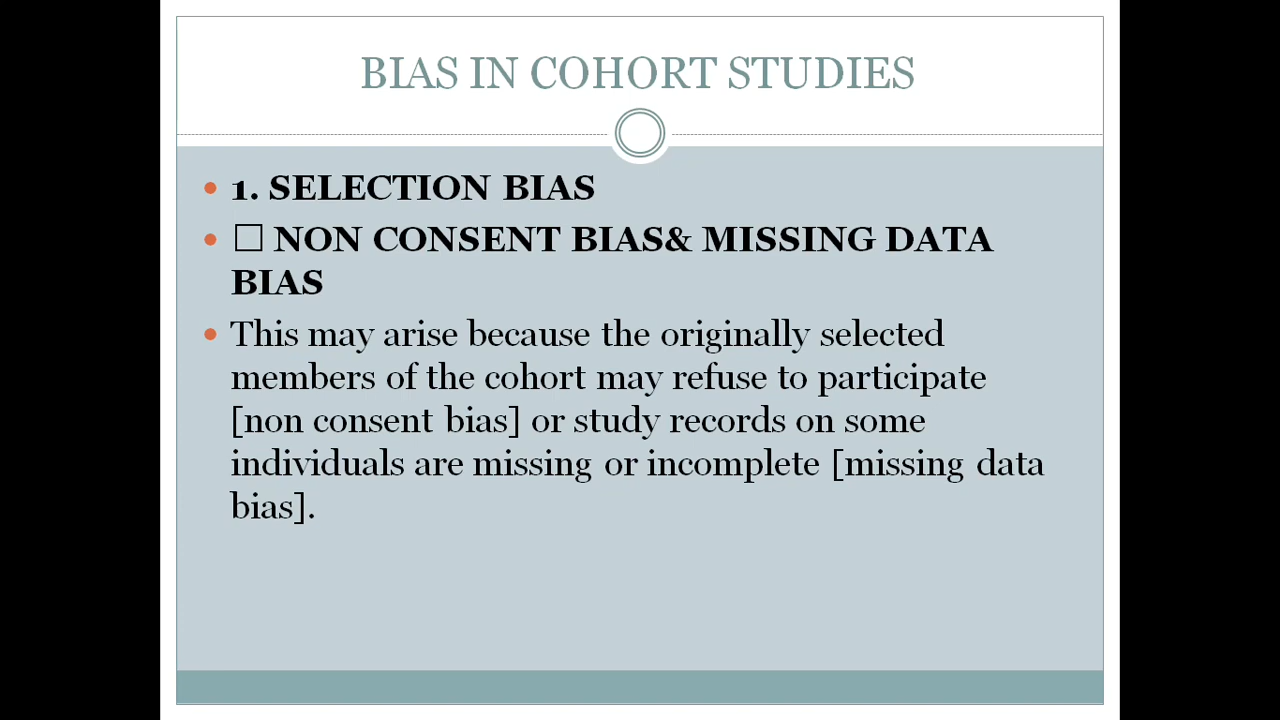 BIAS IN COHORT STUDIES
• 1. SELECTION BIAS
• □ NON CONSENT BIAS& MISSING DATA
BIAS
• This may arise because the originally selected
members of the cohort may refuse to participate
[non consent bias] or study records on some
individuals are missing or incomplete [missing data
bias].